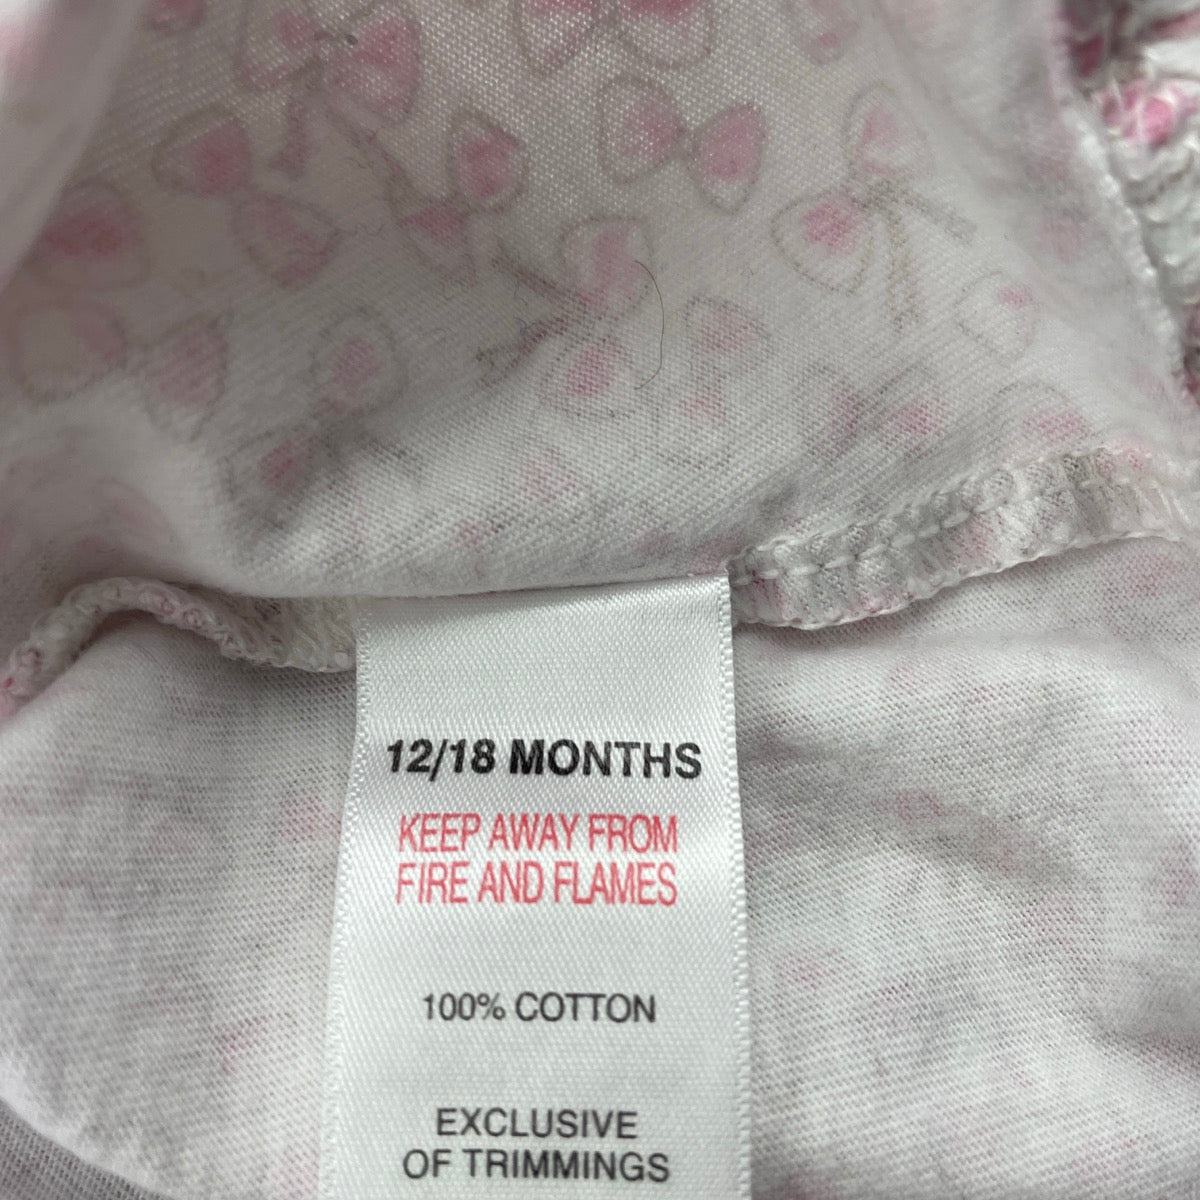 12/18 MONTHS
KEEP AWAY FROM
FIRE AND FLAMES
100% COTTON
EXCLUSIVE
OF TRIMMINGS